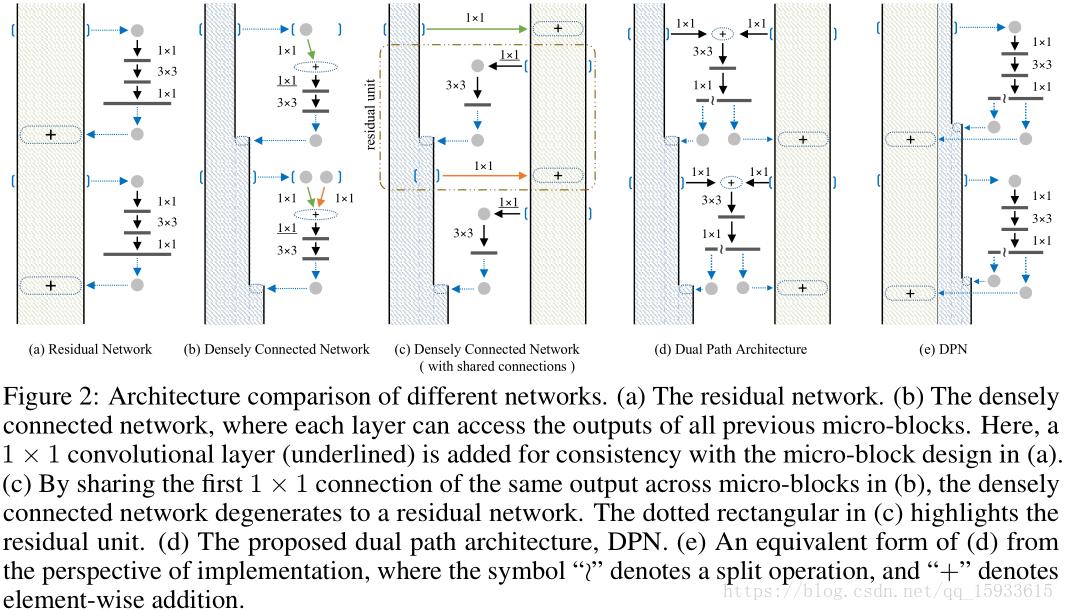 1×1
3×3
1×1
+
1×1
3×3
1×1
+
1×1
+
1×1
3×3
1×1
1×1
+
1×1
3×3
1×1
+
1×1
3×3
residual unit
1×1
+
1×1
3×3
1×1
+
1×1
3×3
1×1
1×1
+
3×3
1×1
+
1×1
+
1×1
3×3
1×1
+
1×1
3×3
1×1
+
(a) Residual Network
(b) Densely Connected Network
(c) Densely Connected Network
( with shared connections )
(d) Dual Path Architecture
(e) DPN
Figure 2: Architecture comparison of different networks. (a) The residual network. (b) The densely
connected network, where each layer can access the outputs of all previous micro-blocks. Here, a
1 × 1 convolutional layer (underlined) is added for consistency with the micro-block design in (a).
(c) By sharing the first 1 × 1 connection of the same output across micro-blocks in (b), the densely
connected network degenerates to a residual network. The dotted rectangular in (c) highlights the
residual unit. (d) The proposed dual path architecture, DPN. (e) An equivalent form of (d) from
the perspective of implementation, where the symbol “≀” denotes a split operation, and “+” denotes
element-wise addition.
https://blog.csdn.net/qq_15933615